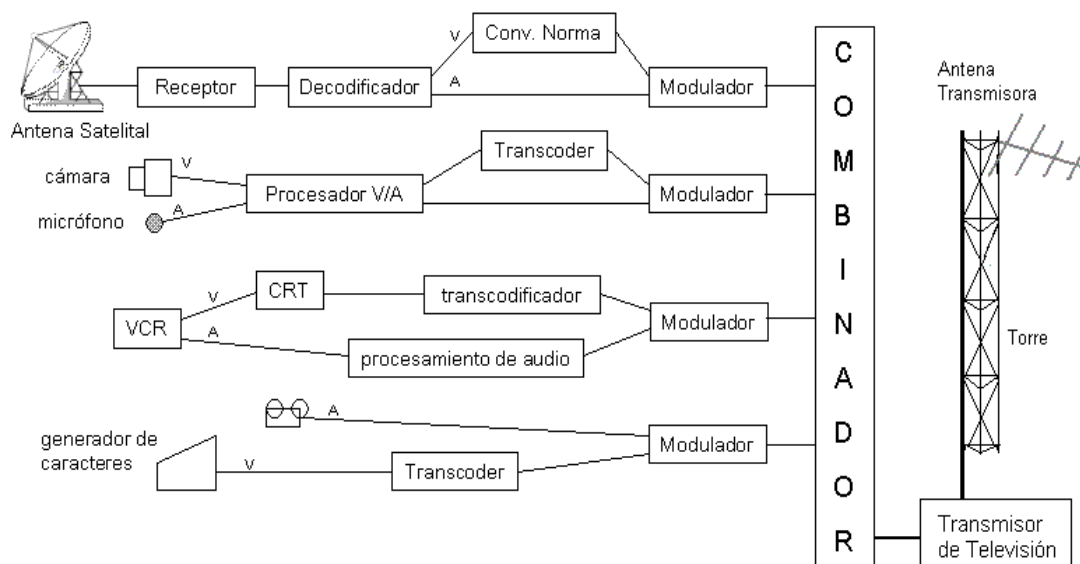 Antena Satelital
Receptor
Decodificador
V
A
Conv. Norma
Modulador
cámara
V
micrófono
A
Procesador V/A
Transcoder
Modulador
VCR
V
A
CRT
transcodificador
procesamiento de audio
Modulador
A
generador de
caracteres
V
Transcoder
Modulador
C
O
M
B
I
N
A
D
O
R
Antena
Transmisora
Torre
Transmisor
de Televisión